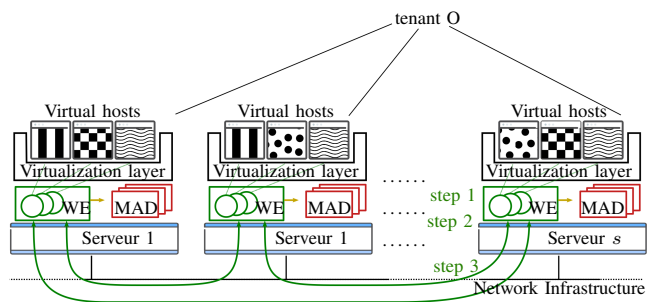 tenant O
Virtual hosts Virtual hosts Virtual hosts
Virtualization layer Virtualization layer ...... Virtualization layer
step 1
WE MAD WE MAD ...... WE MAD
step 2
Serveur 1 Serveur 1 ...... Serveur s
step 3
Network Infrastructure